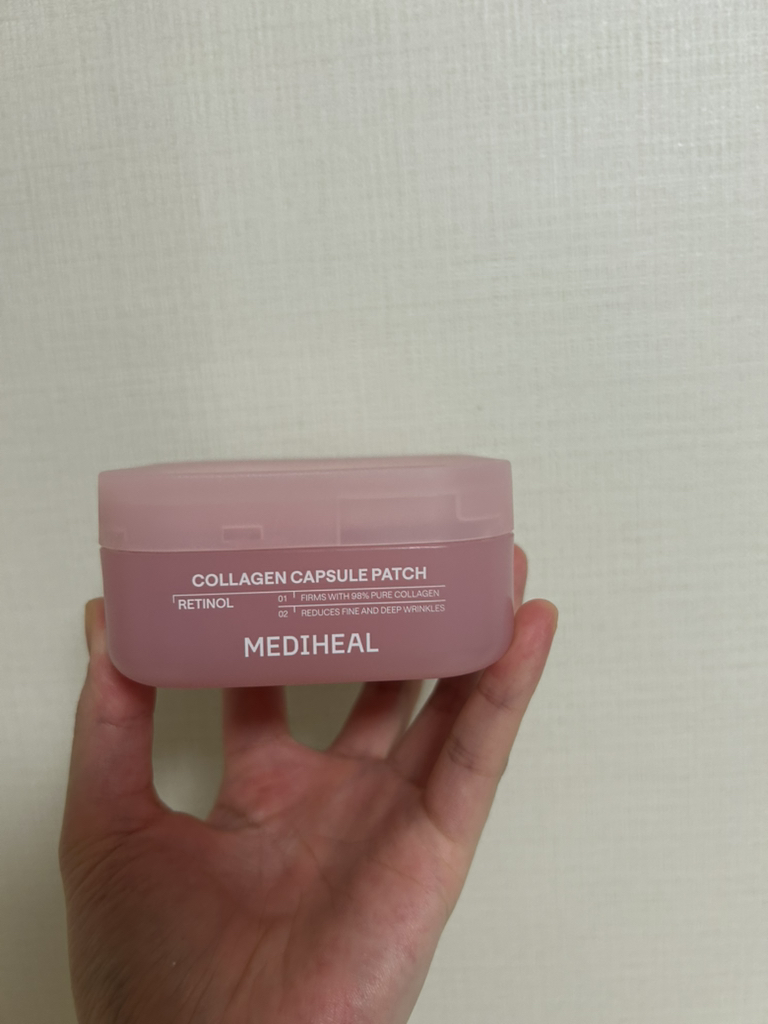 COLLAGEN CAPSULE PATCH
RETINOL
01 FIRMS WITH 98% PURE COLLAGEN
02 REDUCES FINE AND DEEP WRINKLES
MEDIHEAL